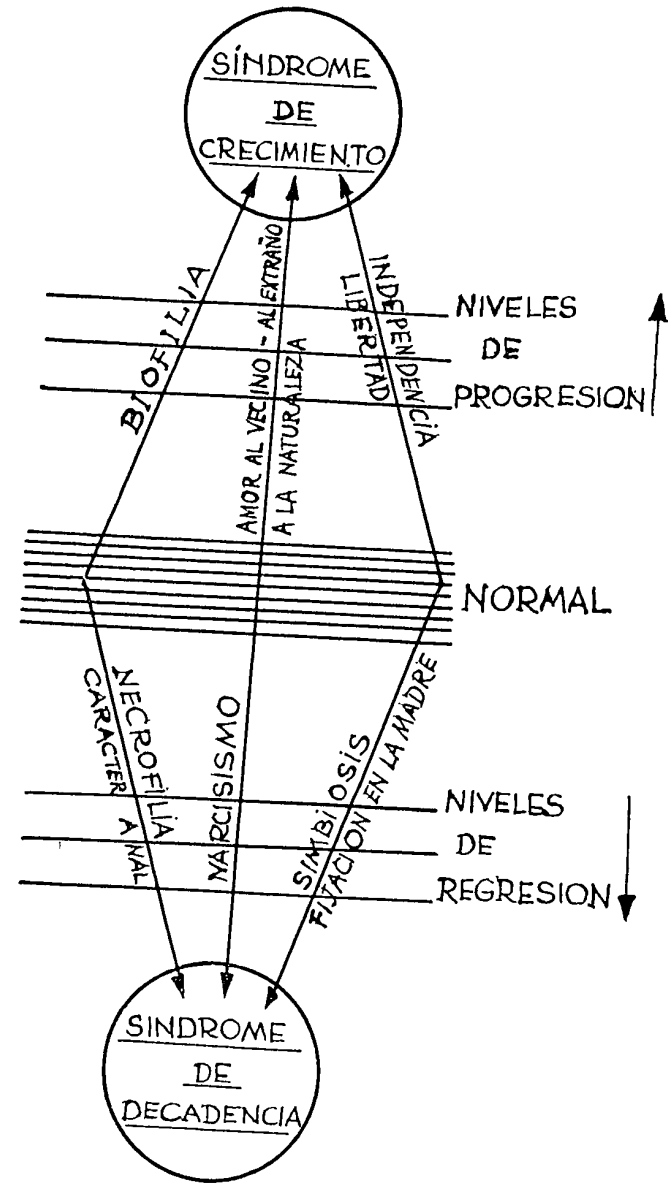 SÍNDROME
DE
CRECIMIENTO
BIOFILIA
AMOR AL VECINO - AL EXTRAÑO
A LA NATURALEZA
INDEPENDENCIA
LIBERTAD
NIVELES
DE
PROGRESION
NORMAL
NECROFILIA
CARACTER ANAL
NARCISISMO
SIMBIOSIS
FIJACION EN LA MADRE
NIVELES
DE
REGRESION
SINDROME
DE
DECADENCIA